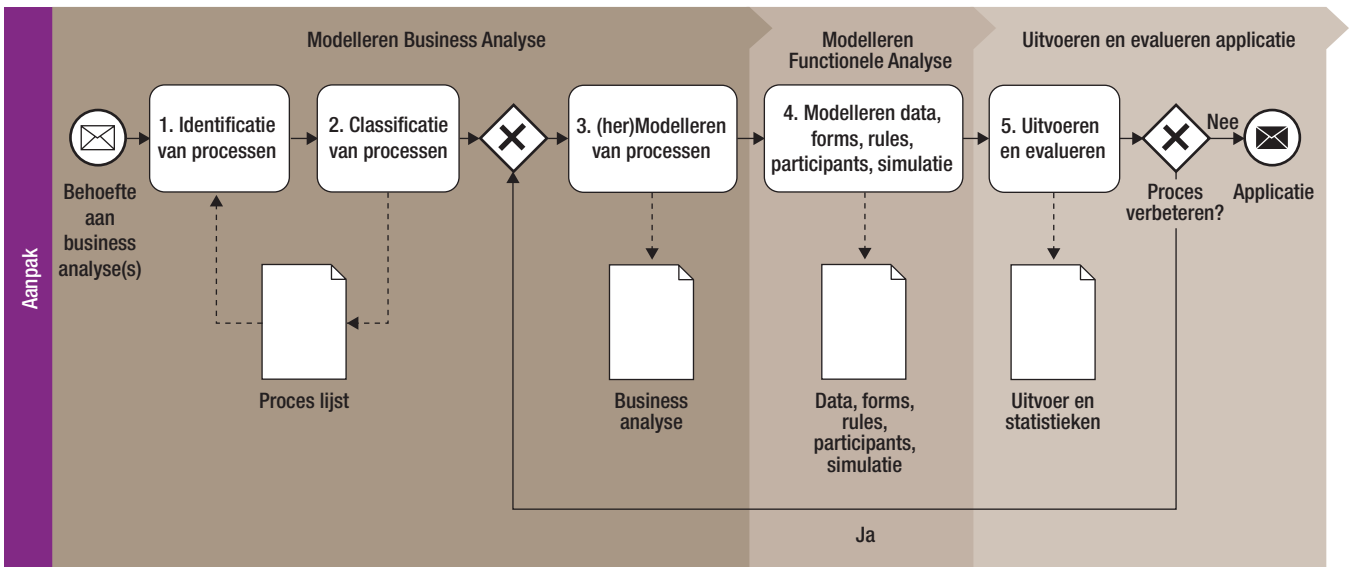 Aanpak
Modelleren Business Analyse
Modelleren
Functionele Analyse
Uitvoeren en evalueren applicatie
Behoefte
aan
business
analyse(s)
1. Identificatie
van processen
2. Classificatie
van processen
3. (her)Modelleren
van processen
4. Modelleren data,
forms, rules,
participants, simulatie
5. Uitvoeren
en evalueren
Nee
Proces
verbeteren?
Applicatie
Proces lijst
Business
analyse
Data, forms,
rules,
participants,
simulatie
Uitvoer en
statistieken
Ja